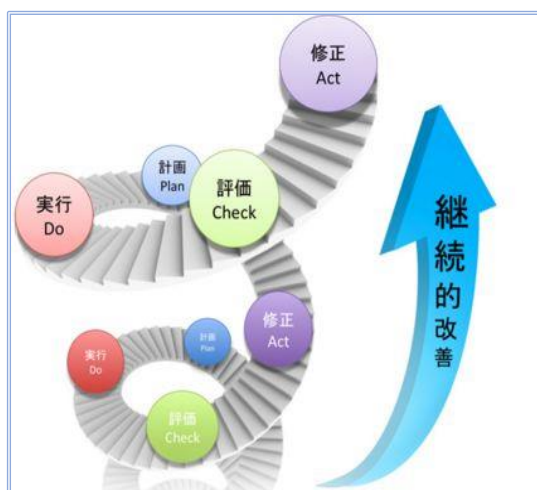 修正
Act
計画
Plan
評価
Check
実行
Do
修正
Act
計画
Plan
実行
Do
評価
Check
継続的改善